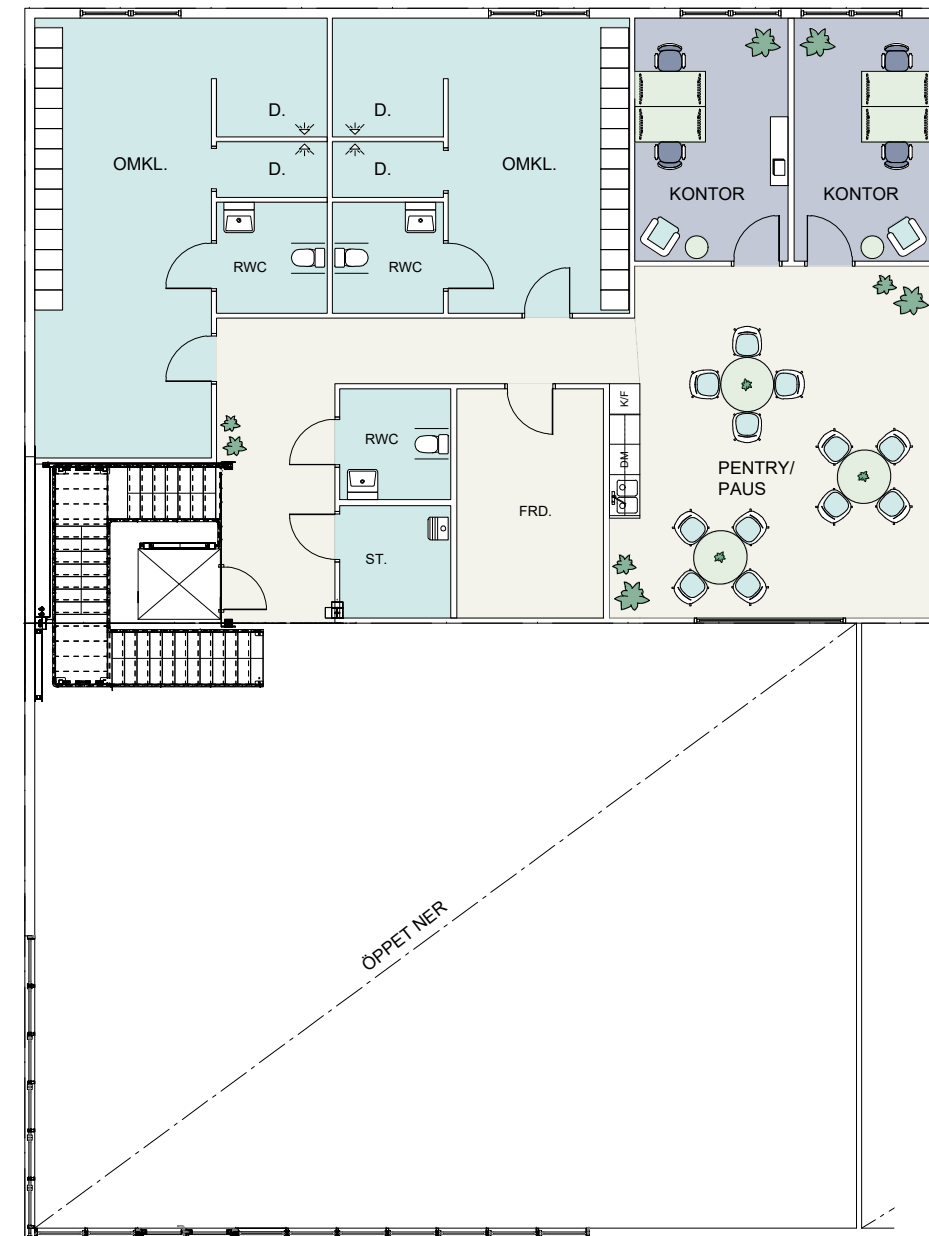 D.
D.
OMKL.
D.
D.
OMKL.
KONTOR
KONTOR
RWC
RWC
K/F
RWC
DM
PENTRY/
PAUS
FRD.
ST.
ÖPPET NER